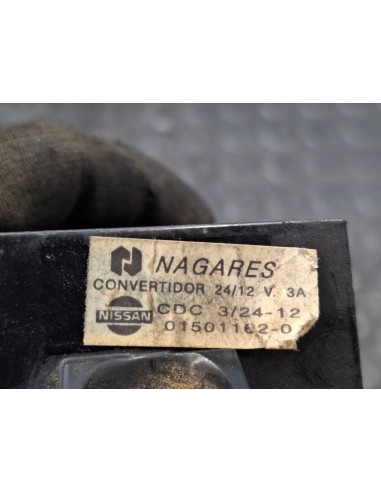 NAGARES
CONVERTIDOR 24/12 V. 3A
NISSAN CDC 3/24-12
01501162-0